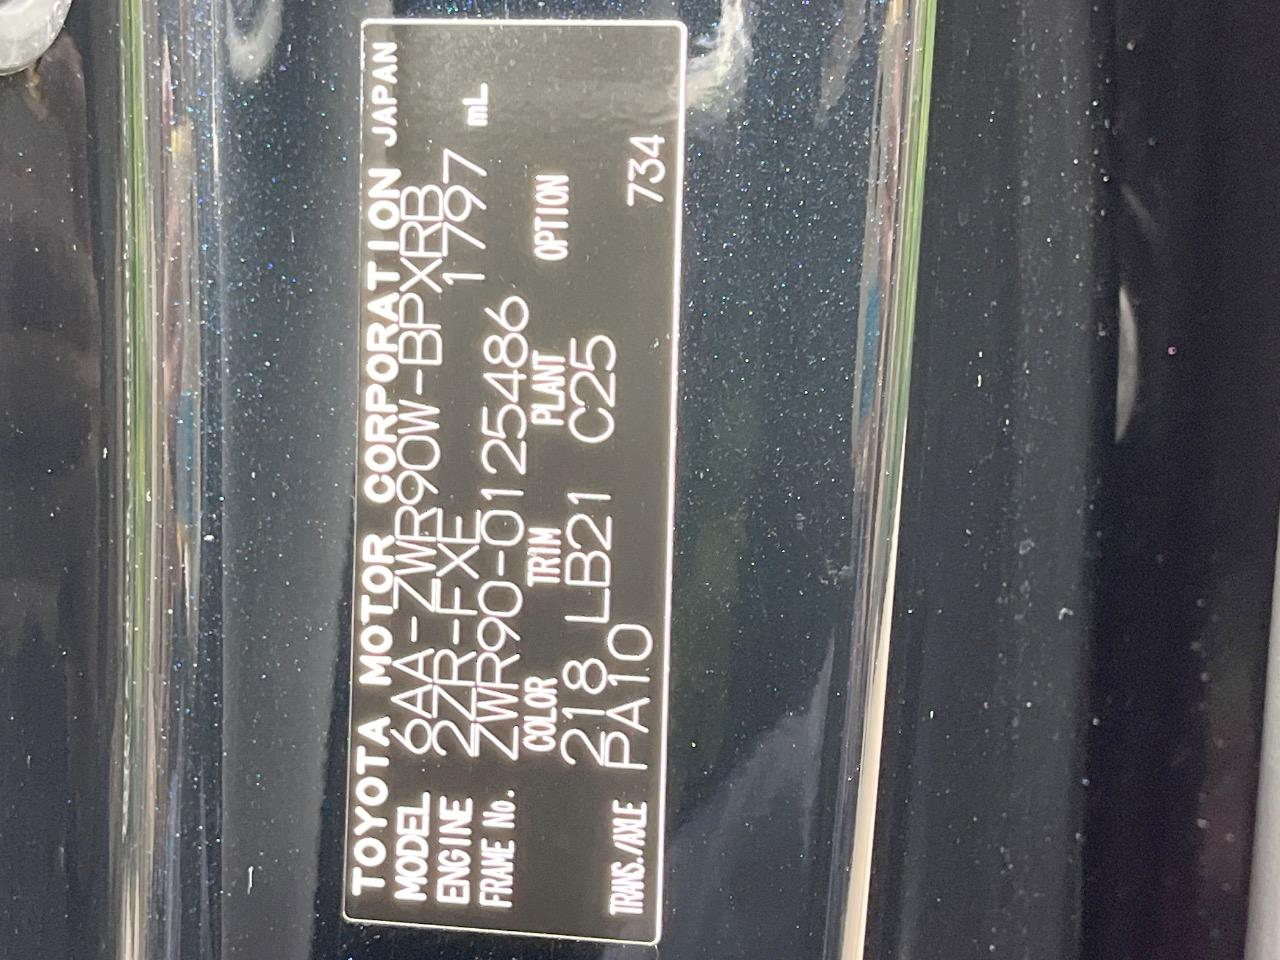 TOYOTA MOTOR CORPORATION JAPAN
MODEL 6AA-ZWR90W-BPXRB
ENGINE 2ZR-FXE 1797 mL
FRAME No. ZWR90-0125486
COLOR TRIM PLANT OPTION
218 LB21 C25
TRANS./AXLE PA10 734